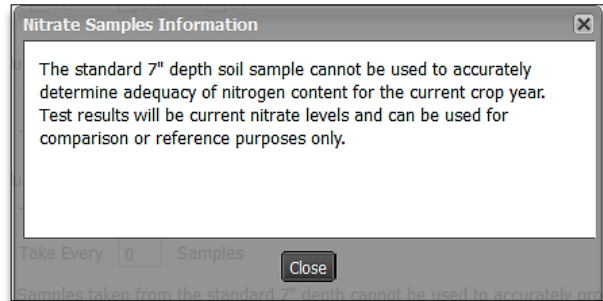 Nitrate Samples Information
The standard 7" depth soil sample cannot be used to accurately
determine adequacy of nitrogen content for the current crop year.
Test results will be current nitrate levels and can be used for
comparison or reference purposes only.
Take Every 0 Samples
Close
Samples taken from the standard 7" depth cannot be used to accurately